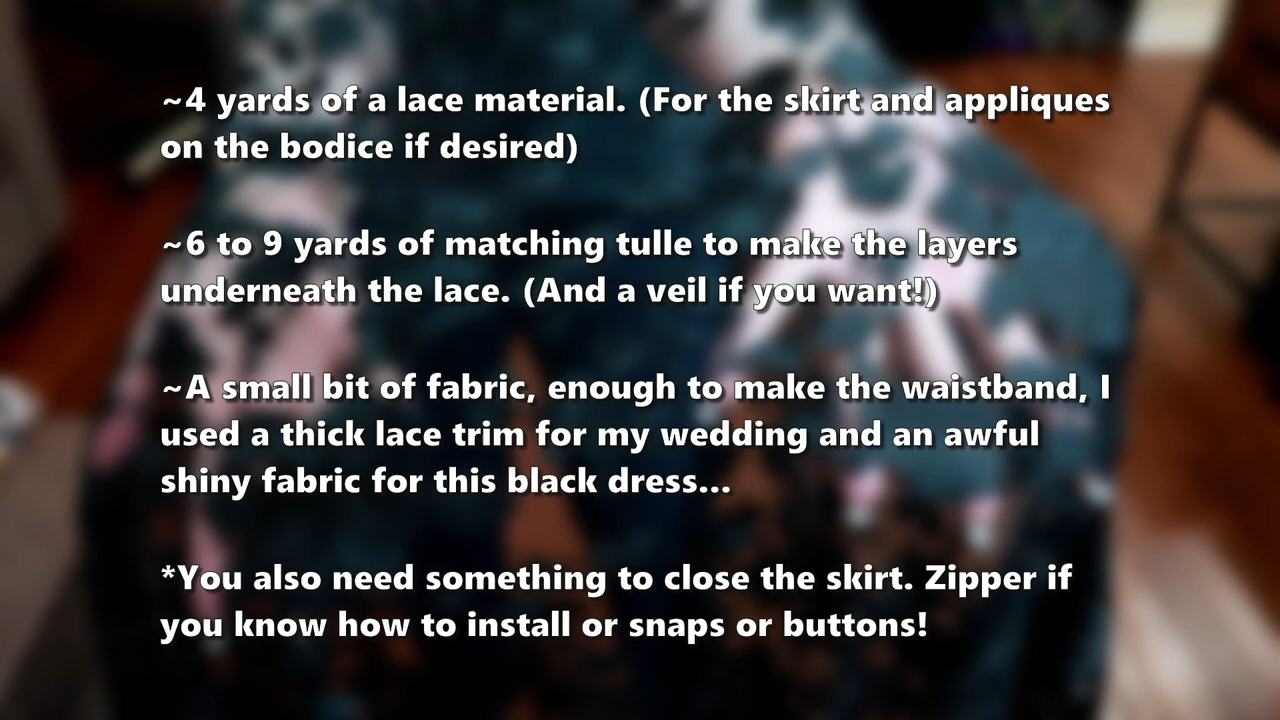 ~4 yards of a lace material. (For the skirt and appliques
on the bodice if desired)
~6 to 9 yards of matching tulle to make the layers
underneath the lace. (And a veil if you want!)
~A small bit of fabric, enough to make the waistband, I
used a thick lace trim for my wedding and an awful
shiny fabric for this black dress...
*You also need something to close the skirt. Zipper if
you know how to install or snaps or buttons!